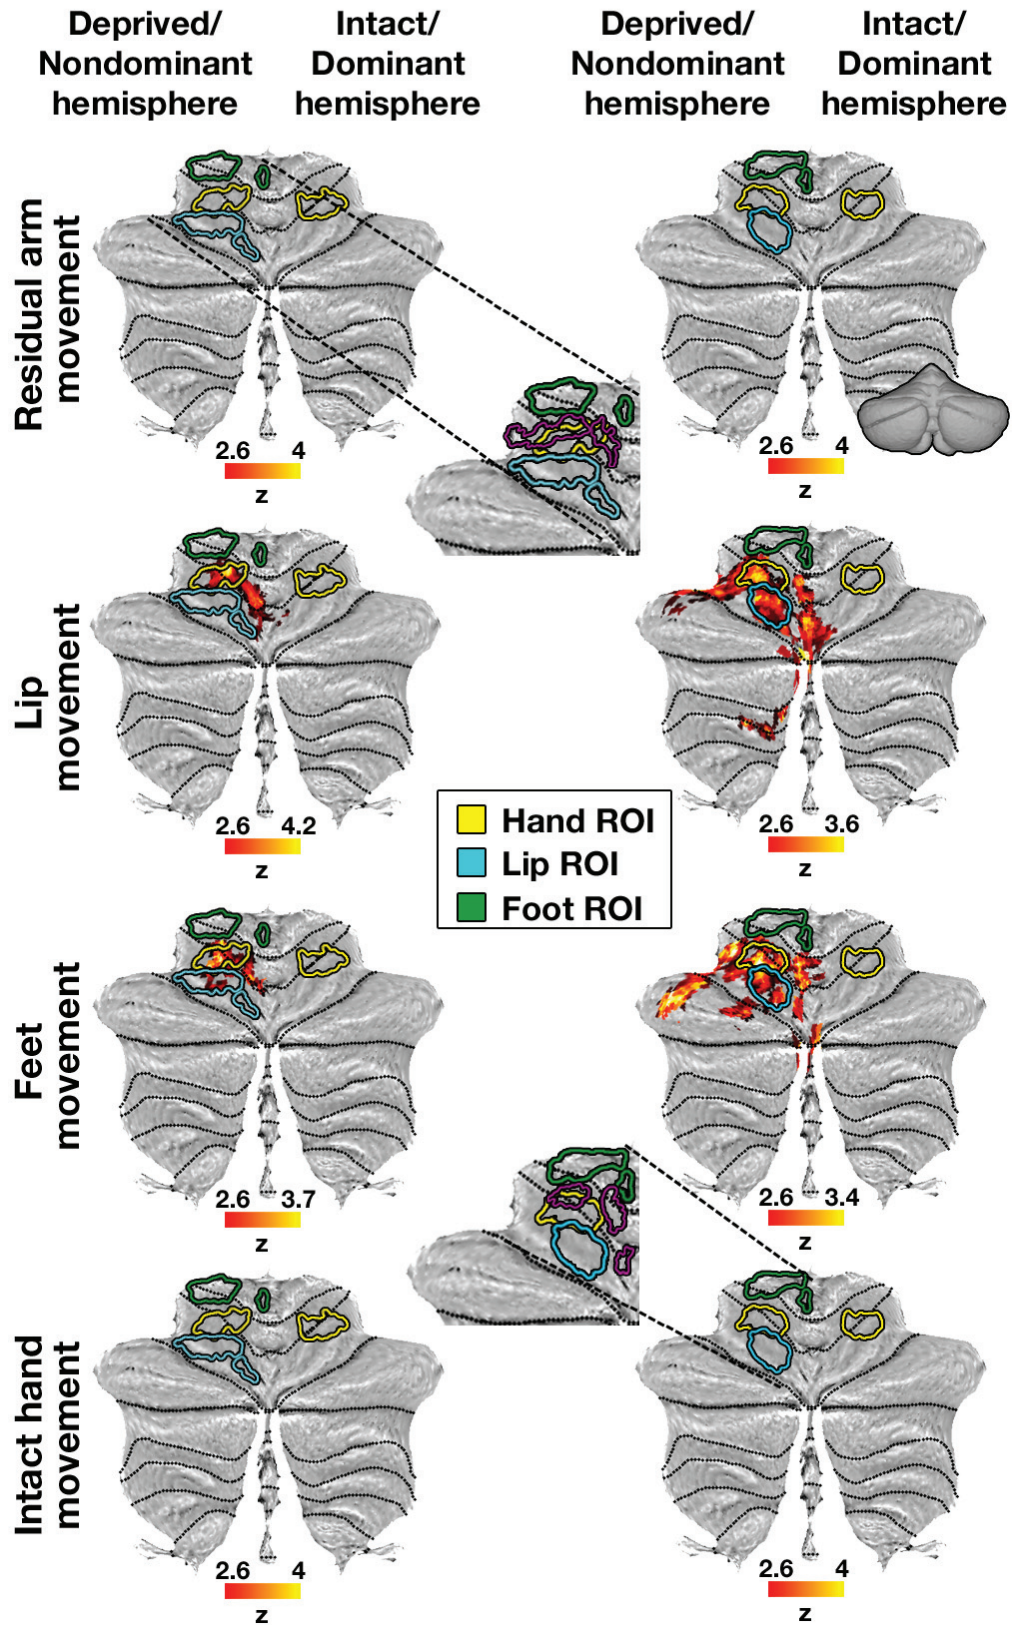 Deprived/
Nondominant
hemisphere
Intact/
Dominant
hemisphere
Deprived/
Nondominant
hemisphere
Intact/
Dominant
hemisphere
Residual arm
movement
2.6 4
z
2.6 4
z
Lip
movement
2.6 4.2
z
2.6 3.6
z
Hand ROI
Lip ROI
Foot ROI
Feet
movement
2.6 3.7
z
2.6 3.4
z
Intact hand
movement
2.6 4
z
2.6 4
z